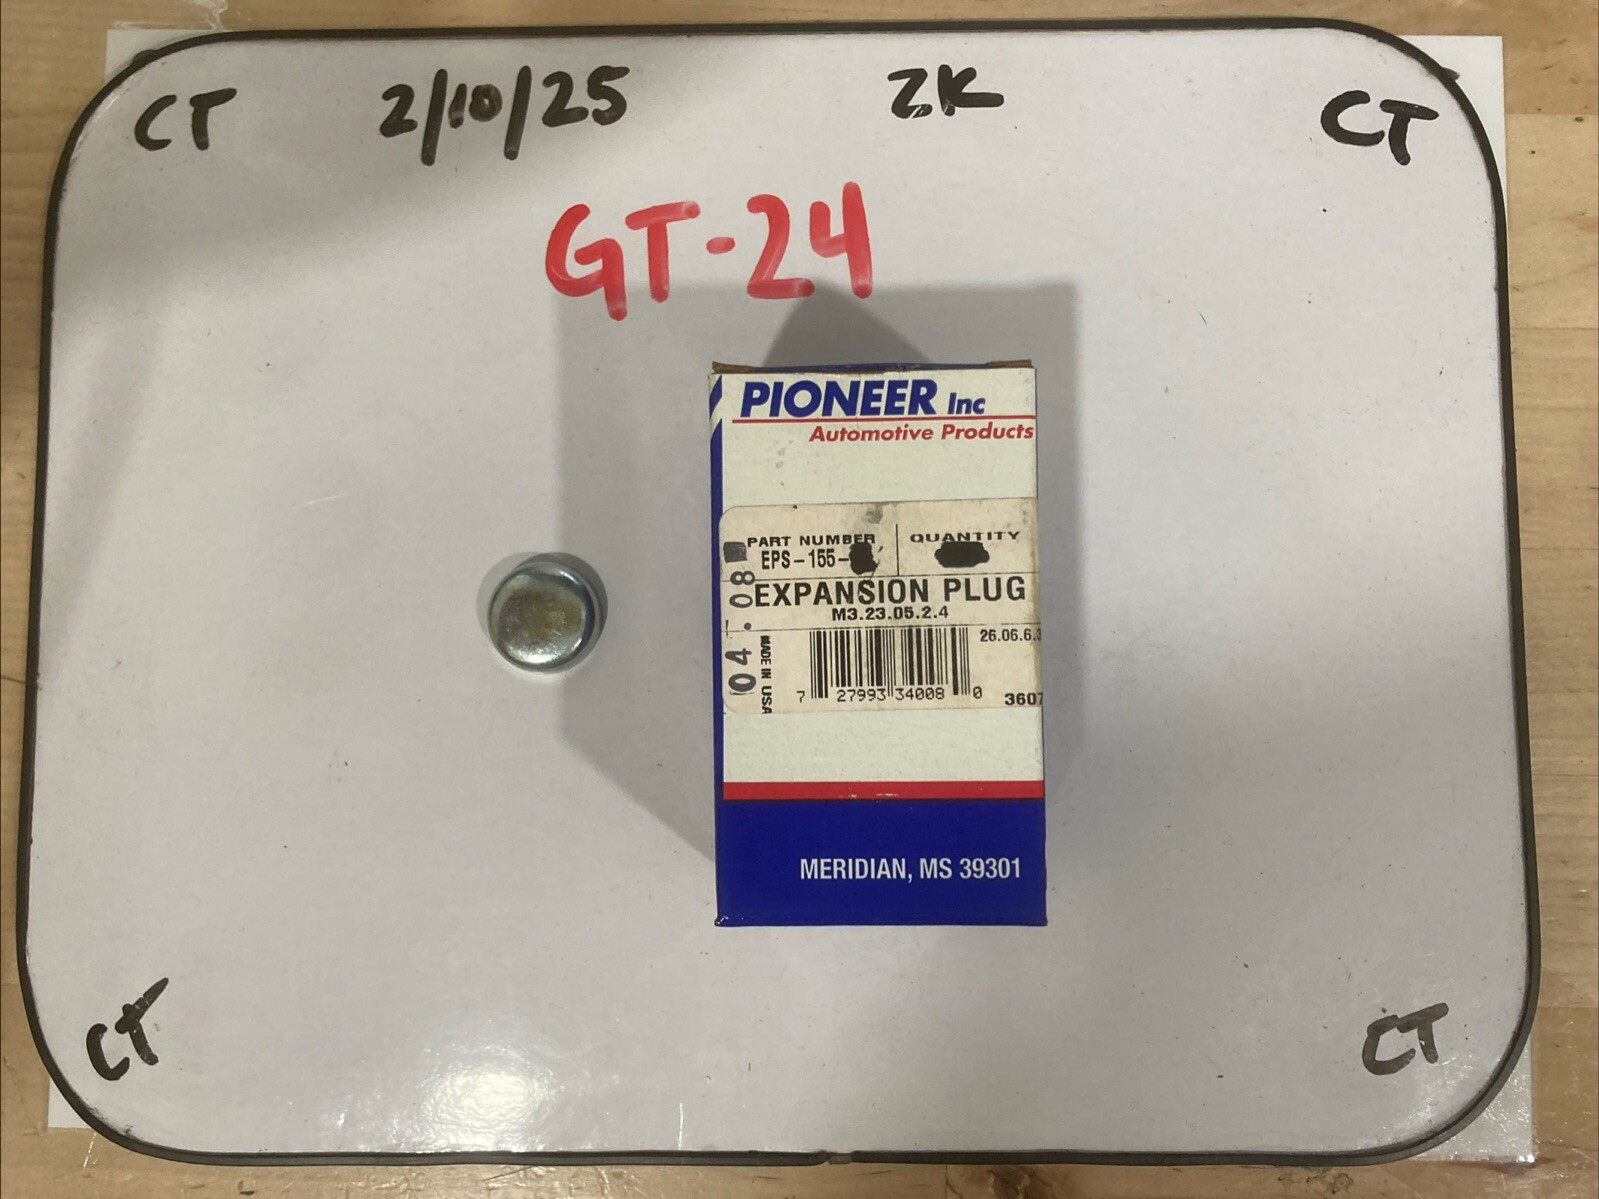 CT 2/10/25 ZK CT
GT-24
PIONEER Inc
Automotive Products
PART NUMBER QUANTITY
EPS-155-
EXPANSION PLUG
M3.23.05.2.4
26.06.6.3
7 27993 34008 0
3607
04.08
MADE IN USA
MERIDIAN, MS 39301
CT CT